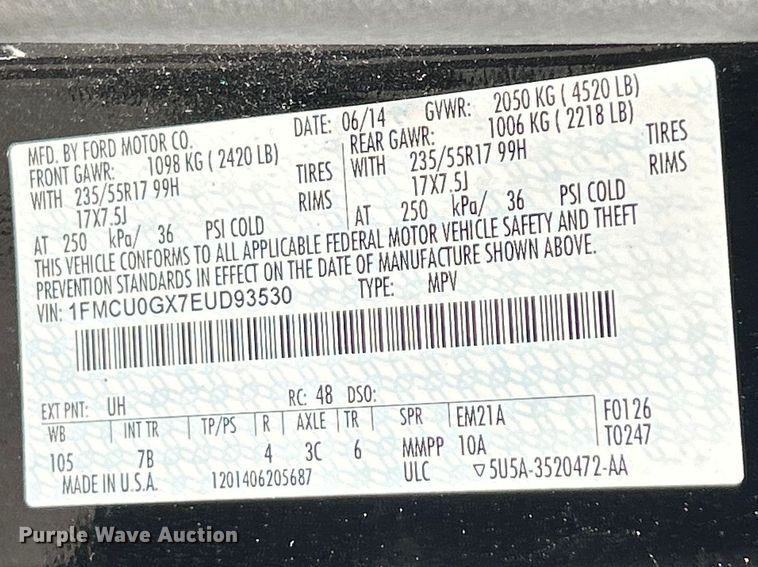 MFD. BY FORD MOTOR CO. DATE: 06/14 GVWR: 2050 KG ( 4520 LB)
FRONT GAWR: 1098 KG ( 2420 LB) REAR GAWR: 1006 KG ( 2218 LB)
WITH 235/55R17 99H TIRES WITH 235/55R17 99H TIRES
17X7.5J RIMS 17X7.5J RIMS
AT 250 kPa/ 36 PSI COLD AT 250 kPa/ 36 PSI COLD
THIS VEHICLE CONFORMS TO ALL APPLICABLE FEDERAL MOTOR VEHICLE SAFETY AND THEFT
PREVENTION STANDARDS IN EFFECT ON THE DATE OF MANUFACTURE SHOWN ABOVE.
VIN: 1FMCU0GX7EUD93530 TYPE: MPV
EXT PNT: UH RC: 48 DSO:
WB INT TR TP/PS R AXLE TR SPR EM21A F0126
105 7B 4 3C 6 MMPP 10A T0247
MADE IN U.S.A. 1201406205687 ULC ▽5U5A-3520472-AA
Purple Wave Auction